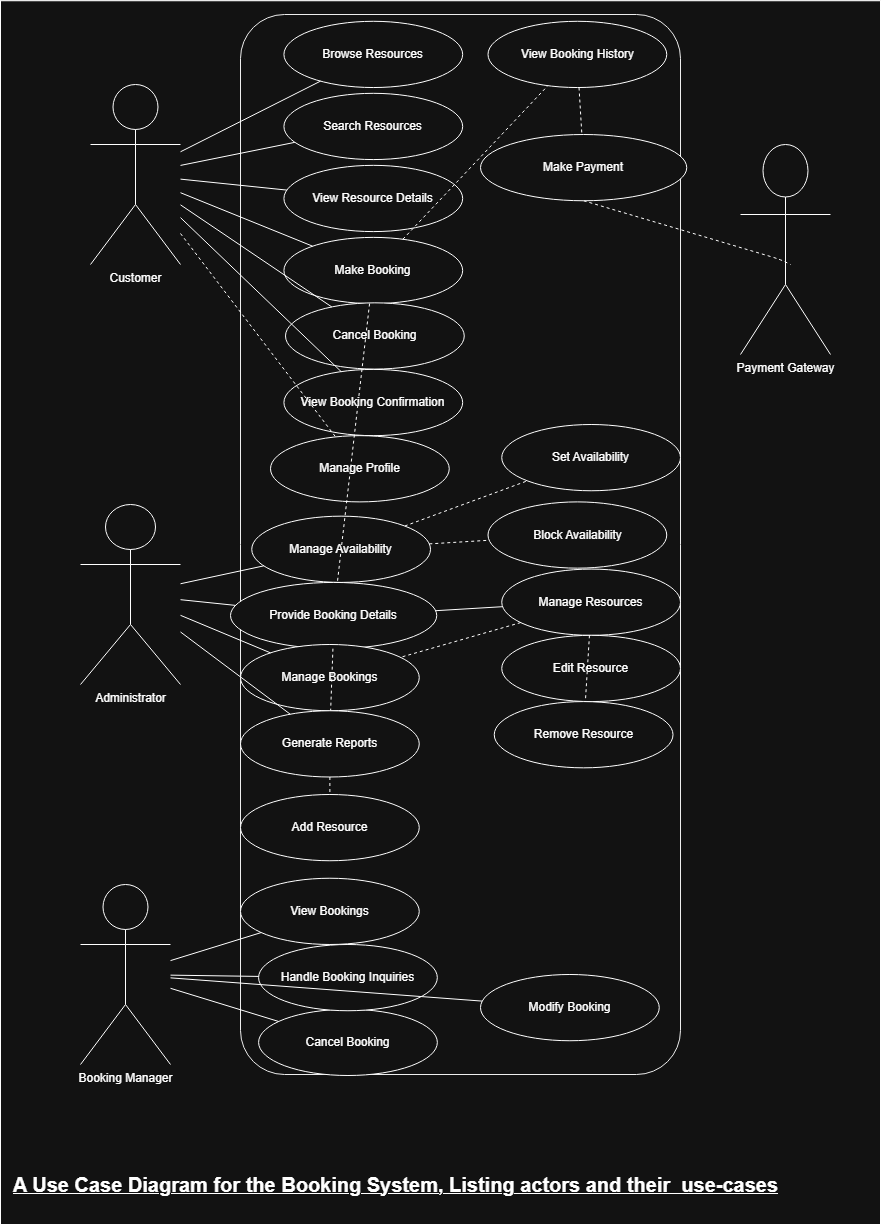 Browse Resources
View Booking History
Search Resources
Make Payment
View Resource Details
Make Booking
Customer
Cancel Booking
Payment Gateway
View Booking Confirmation
Set Availability
Manage Profile
Block Availability
Manage Availability
Manage Resources
Provide Booking Details
Edit Resource
Manage Bookings
Administrator
Remove Resource
Generate Reports
Add Resource
View Bookings
Handle Booking Inquiries
Modify Booking
Cancel Booking
Booking Manager
A Use Case Diagram for the Booking System, Listing actors and their  use-cases